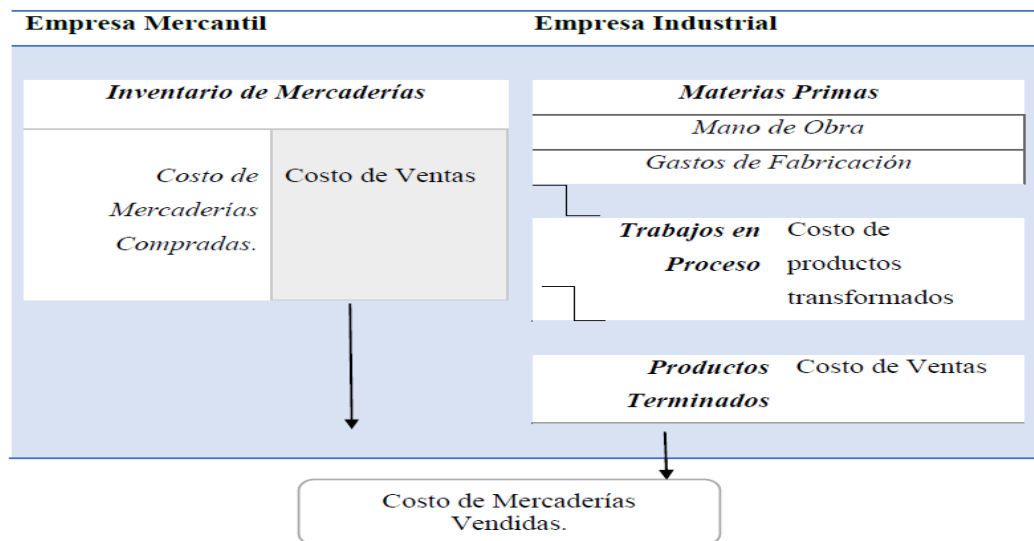 Empresa Mercantil
Empresa Industrial
Inventario de Mercaderías
Costo de
Mercaderías
Compradas.
Costo de Ventas
Materias Primas
Mano de Obra
Gastos de Fabricación
Trabajos en
Proceso
Costo de
productos
transformados
Productos
Terminados
Costo de Ventas
Costo de Mercaderías
Vendidas.